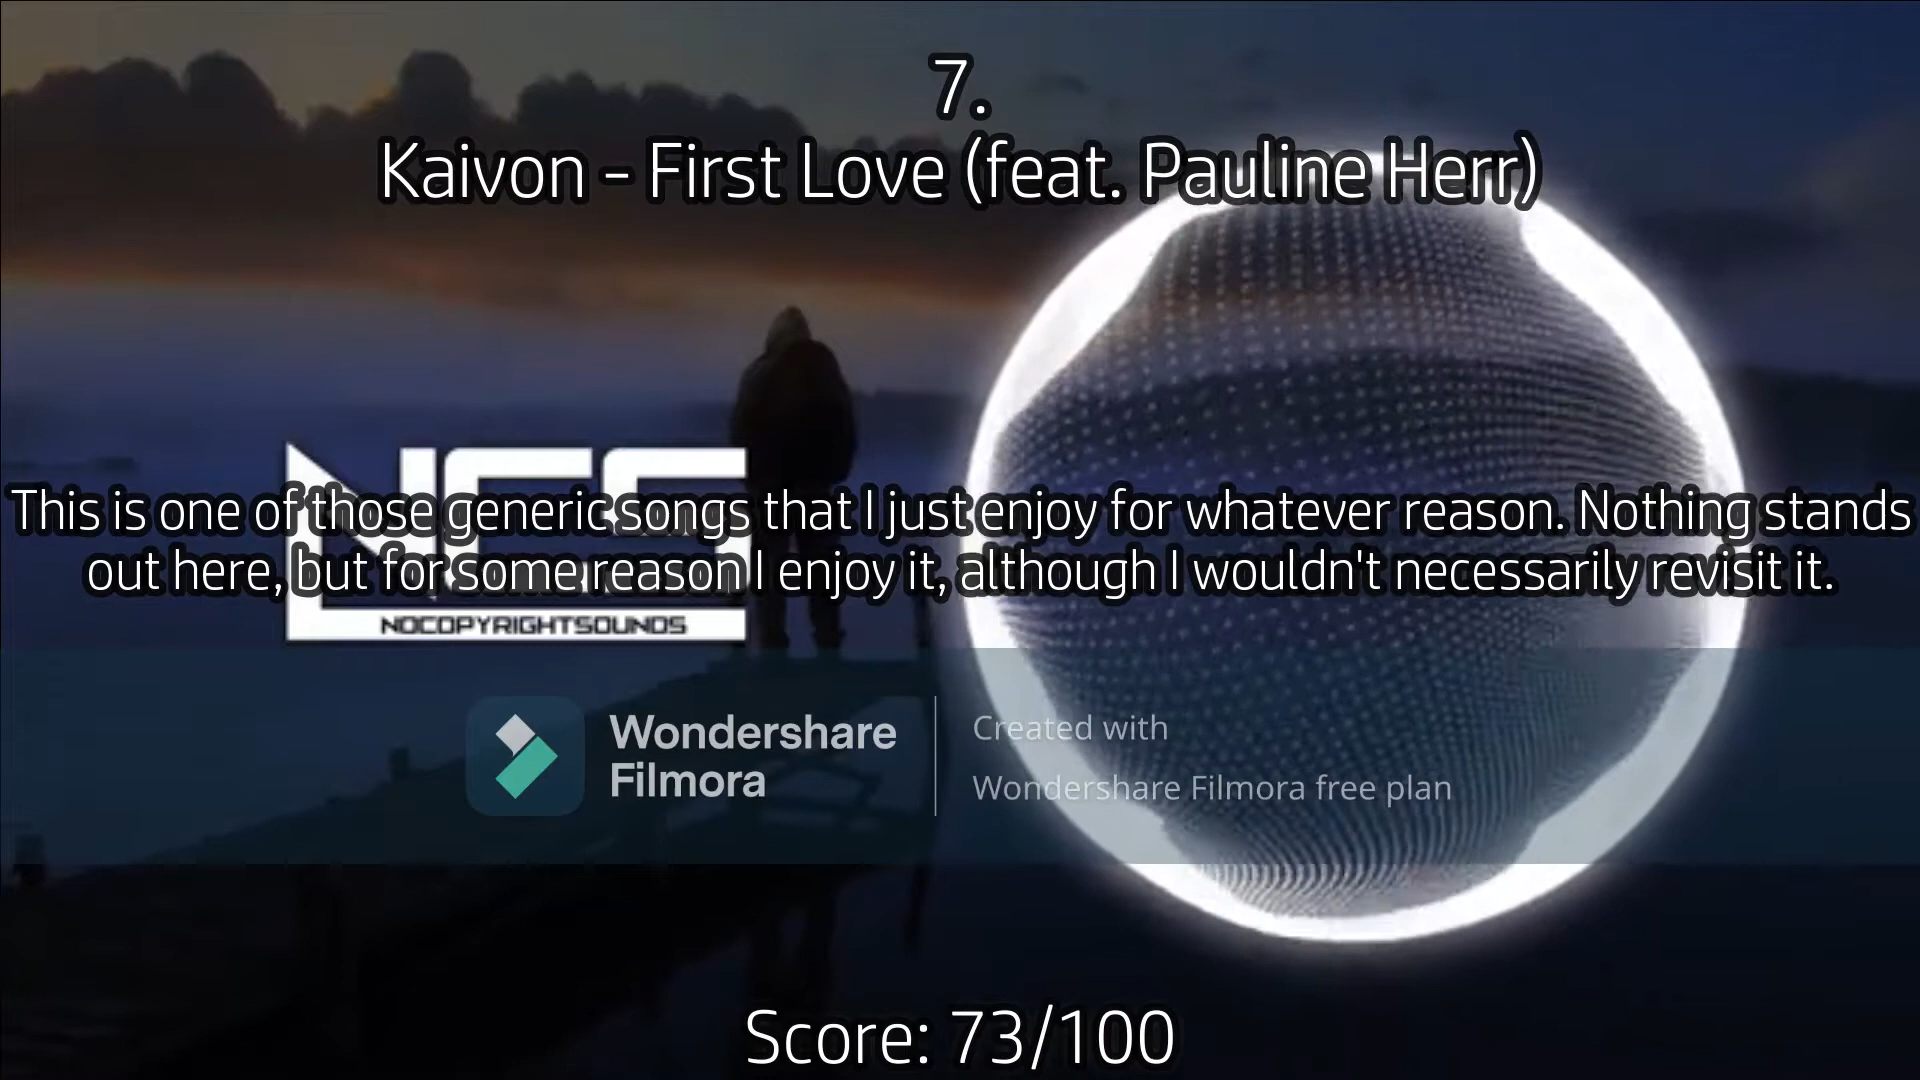 7.
Kaivon - First Love (feat. Pauline Herr)
NCS
This is one of those generic songs that I just enjoy for whatever reason. Nothing stands
out here, but for some reason I enjoy it, although I wouldn't necessarily revisit it.
NOCOPYRIGHTSOUNDS
Wondershare
Filmora
Created with
Wondershare Filmora free plan
Score: 73/100